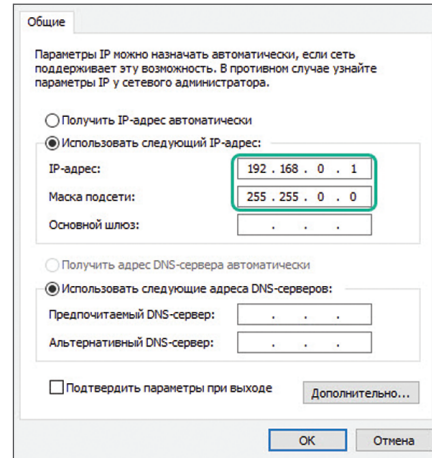 Общие
Параметры IP можно назначать автоматически, если сеть
поддерживает эту возможность. В противном случае узнайте
параметры IP у сетевого администратора.
Получить IP-адрес автоматически
Использовать следующий IP-адрес:
IP-адрес: 192 . 168 . 0 . 1
Маска подсети: 255 . 255 . 0 . 0
Основной шлюз: . . .
Получить адрес DNS-сервера автоматически
Использовать следующие адреса DNS-серверов:
Предпочитаемый DNS-сервер: . . .
Альтернативный DNS-сервер: . . .
Подтвердить параметры при выходе
Дополнительно...
ОК Отмена